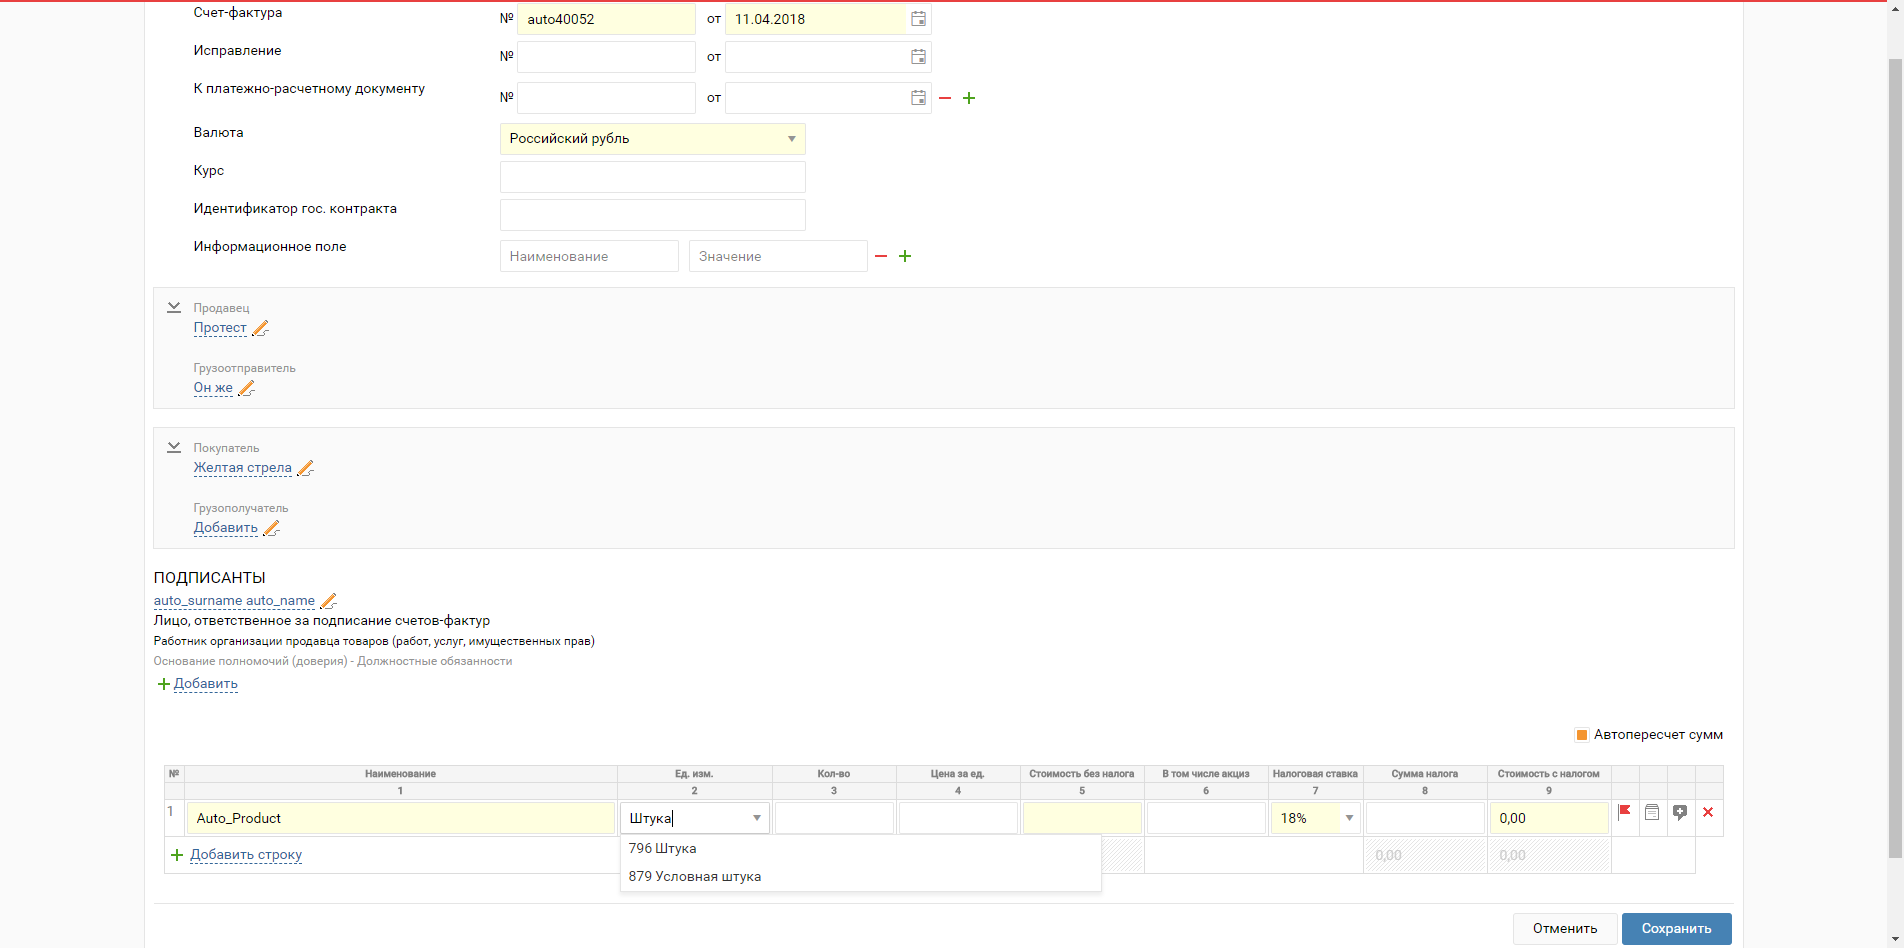 Счет-фактура № auto40052 от 11.04.2018
Исправление № от
К платежно-расчетному документу № от
Валюта Российский рубль
Курс
Идентификатор гос. контракта
Информационное поле Наименование Значение
Продавец
Протест
Грузоотправитель
Он же
Покупатель
Желтая стрела
Грузополучатель
Добавить
ПОДПИСАНТЫ
auto_surname auto_name
Лицо, ответственное за подписание счетов-фактур
Работник организации продавца товаров (работ, услуг, имущественных прав)
Основание полномочий (доверия) - Должностные обязанности
Добавить
Автопересчет сумм
№ Наименование Ед. изм. Кол-во Цена за ед. Стоимость без налога В том числе акциз Налоговая ставка Сумма налога Стоимость с налогом
1 2 3 4 5 6 7 8 9
1 Auto_Product Штука 18% 0,00
Добавить строку 0,00 0,00
796 Штука
879 Условная штука
Отменить Сохранить